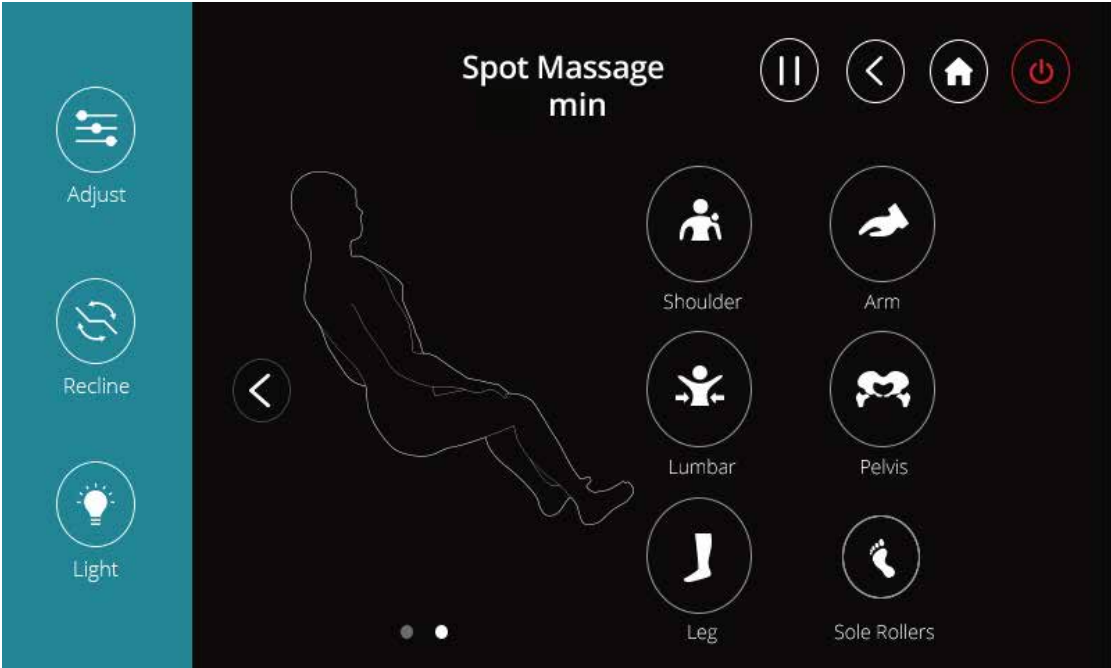 Spot Massage
min
Adjust
Recline
Light
Shoulder
Arm
Lumbar
Pelvis
Leg
Sole Rollers